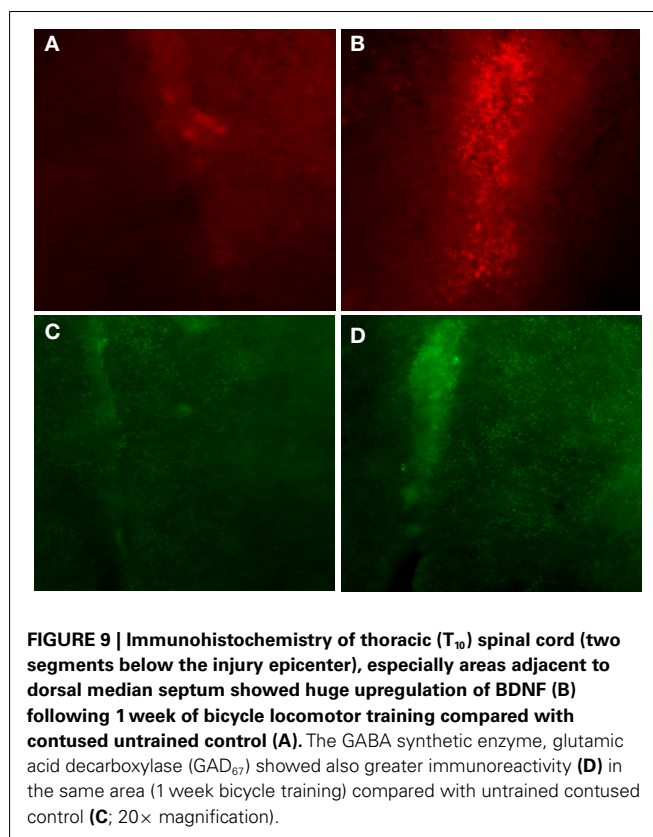 A
B
C
D
FIGURE 9 | Immunohistochemistry of thoracic (T10) spinal cord (two
segments below the injury epicenter), especially areas adjacent to
dorsal median septum showed huge upregulation of BDNF (B)
following 1 week of bicycle locomotor training compared with
contused untrained control (A). The GABA synthetic enzyme, glutamic
acid decarboxylase (GAD67) showed also greater immunoreactivity (D) in
the same area (1 week bicycle training) compared with untrained contused
control (C; 20× magnification).